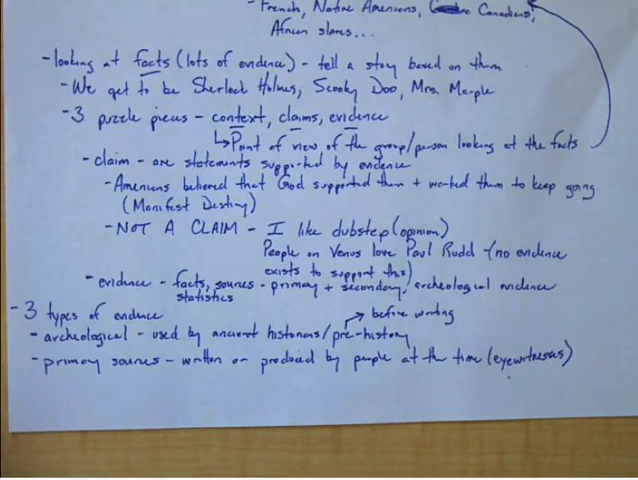 - French, Native Americans, Canadians,
African slaves...
- looking at facts (lots of evidence) - tell a story based on them
- We get to be Sherlock Holmes, Scooby Doo, Mrs. Marple
- 3 puzzle pieces - context, claims, evidence
↳ Point of view of the group/person looking at the facts
- claim - are statements supported by evidence
- Americans believed that God supported them + wanted them to keep going
(Manifest Destiny)
- NOT A CLAIM - I like dubstep (opinion)
People on Venus love Paul Rudd - (no evidence
exists to support this)
- evidence - facts, sources - primary + secondary, archeological evidence
statistics
- 3 types of evidence
→ before writing
- archeological - used by ancient historians/pre-history
- primary sources - written or produced by people at the time (eyewitnesses)